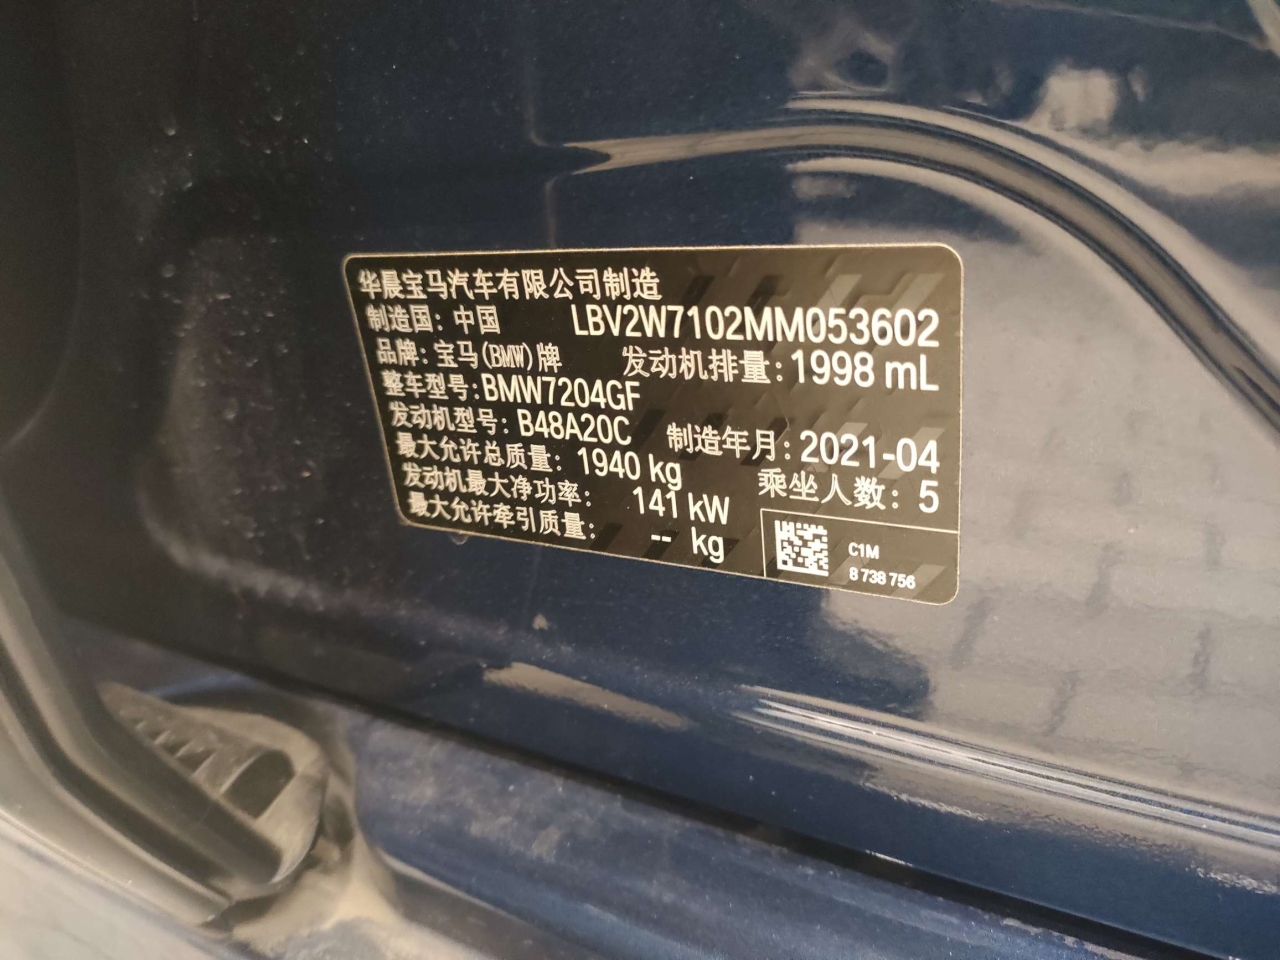 华晨宝马汽车有限公司制造
制造国: 中国 LBV2W7102MM053602
品牌: 宝马(BMW)牌 发动机排量: 1998 mL
整车型号: BMW7204GF
发动机型号: B48A20C 制造年月: 2021-04
最大允许总质量: 1940 kg 乘坐人数: 5
发动机最大净功率: 141 kW
最大允许牵引质量: -- kg
C1M
8 738 756